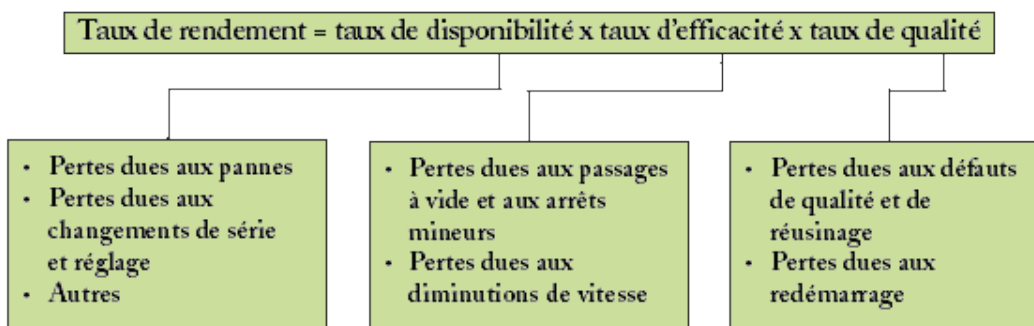 Taux de rendement = taux de disponibilité x taux d'efficacité x taux de qualité
• Pertes dues aux pannes
• Pertes dues aux
changements de série
et réglage
• Autres
• Pertes dues aux passages
à vide et aux arrêts
mineurs
• Pertes dues aux
diminutions de vitesse
• Pertes dues aux défauts
de qualité et de
réusinage
• Pertes dues aux
redémarrage